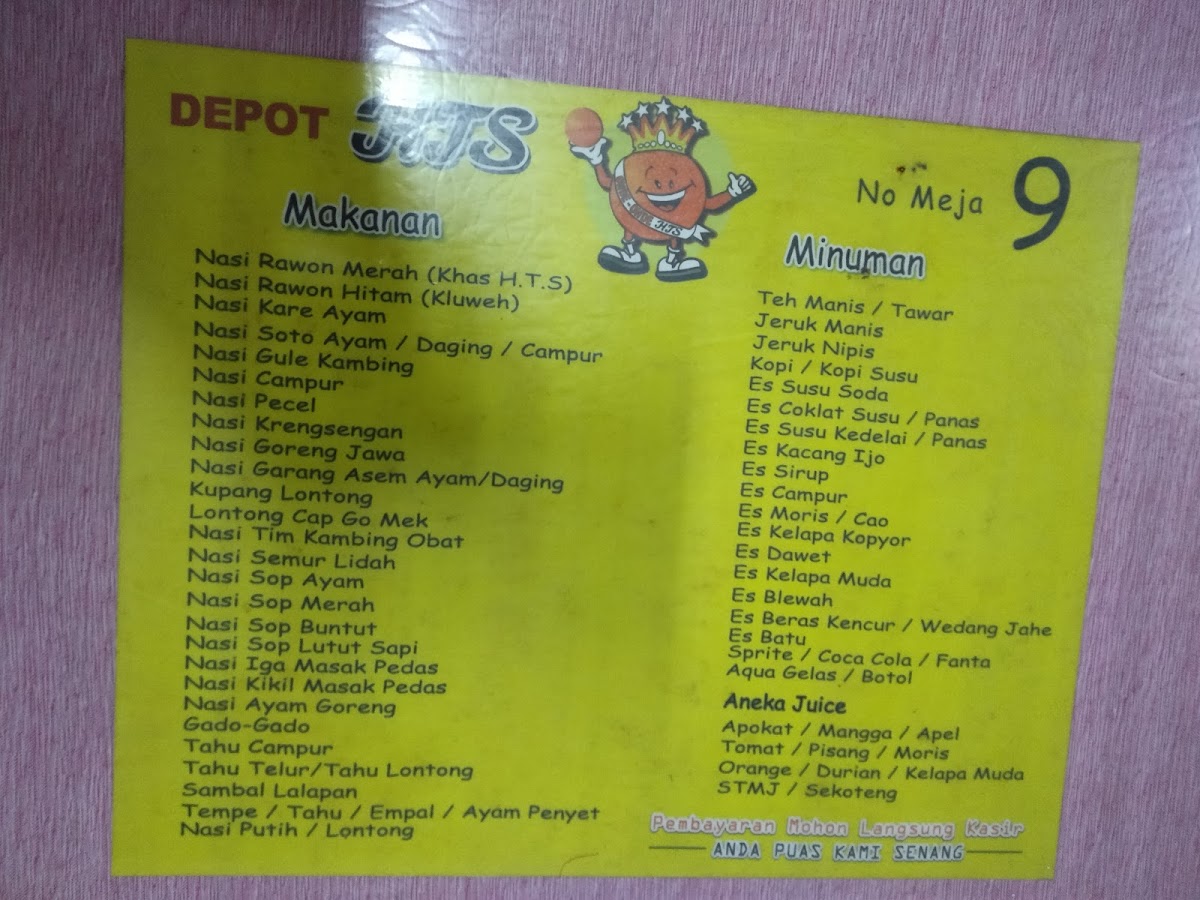 DEPOT HTS
No Meja 9
Makanan
Nasi Rawon Merah (Khas H.T.S)
Nasi Rawon Hitam (Kluweh)
Nasi Kare Ayam
Nasi Soto Ayam / Daging / Campur
Nasi Gule Kambing
Nasi Campur
Nasi Pecel
Nasi Krengsengan
Nasi Goreng Jawa
Nasi Garang Asem Ayam/Daging
Kupang Lontong
Lontong Cap Go Mek
Nasi Tim Kambing Obat
Nasi Semur Lidah
Nasi Sop Ayam
Nasi Sop Merah
Nasi Sop Buntut
Nasi Sop Lutut Sapi
Nasi Iga Masak Pedas
Nasi Kikil Masak Pedas
Nasi Ayam Goreng
Gado-Gado
Tahu Campur
Tahu Telur/Tahu Lontong
Sambal Lalapan
Tempe / Tahu / Empal / Ayam Penyet
Nasi Putih / Lontong
Minuman
Teh Manis / Tawar
Jeruk Manis
Jeruk Nipis
Kopi / Kopi Susu
Es Susu Soda
Es Coklat Susu / Panas
Es Susu Kedelai / Panas
Es Kacang Ijo
Es Sirup
Es Campur
Es Moris / Cao
Es Kelapa Kopyor
Es Dawet
Es Kelapa Muda
Es Blewah
Es Beras Kencur / Wedang Jahe
Es Batu
Sprite / Coca Cola / Fanta
Aqua Gelas / Botol
Aneka Juice
Apokat / Mangga / Apel
Tomat / Pisang / Moris
Orange / Durian / Kelapa Muda
STMJ / Sekoteng
Pembayaran Mohon Langsung Kasir
ANDA PUAS KAMI SENANG